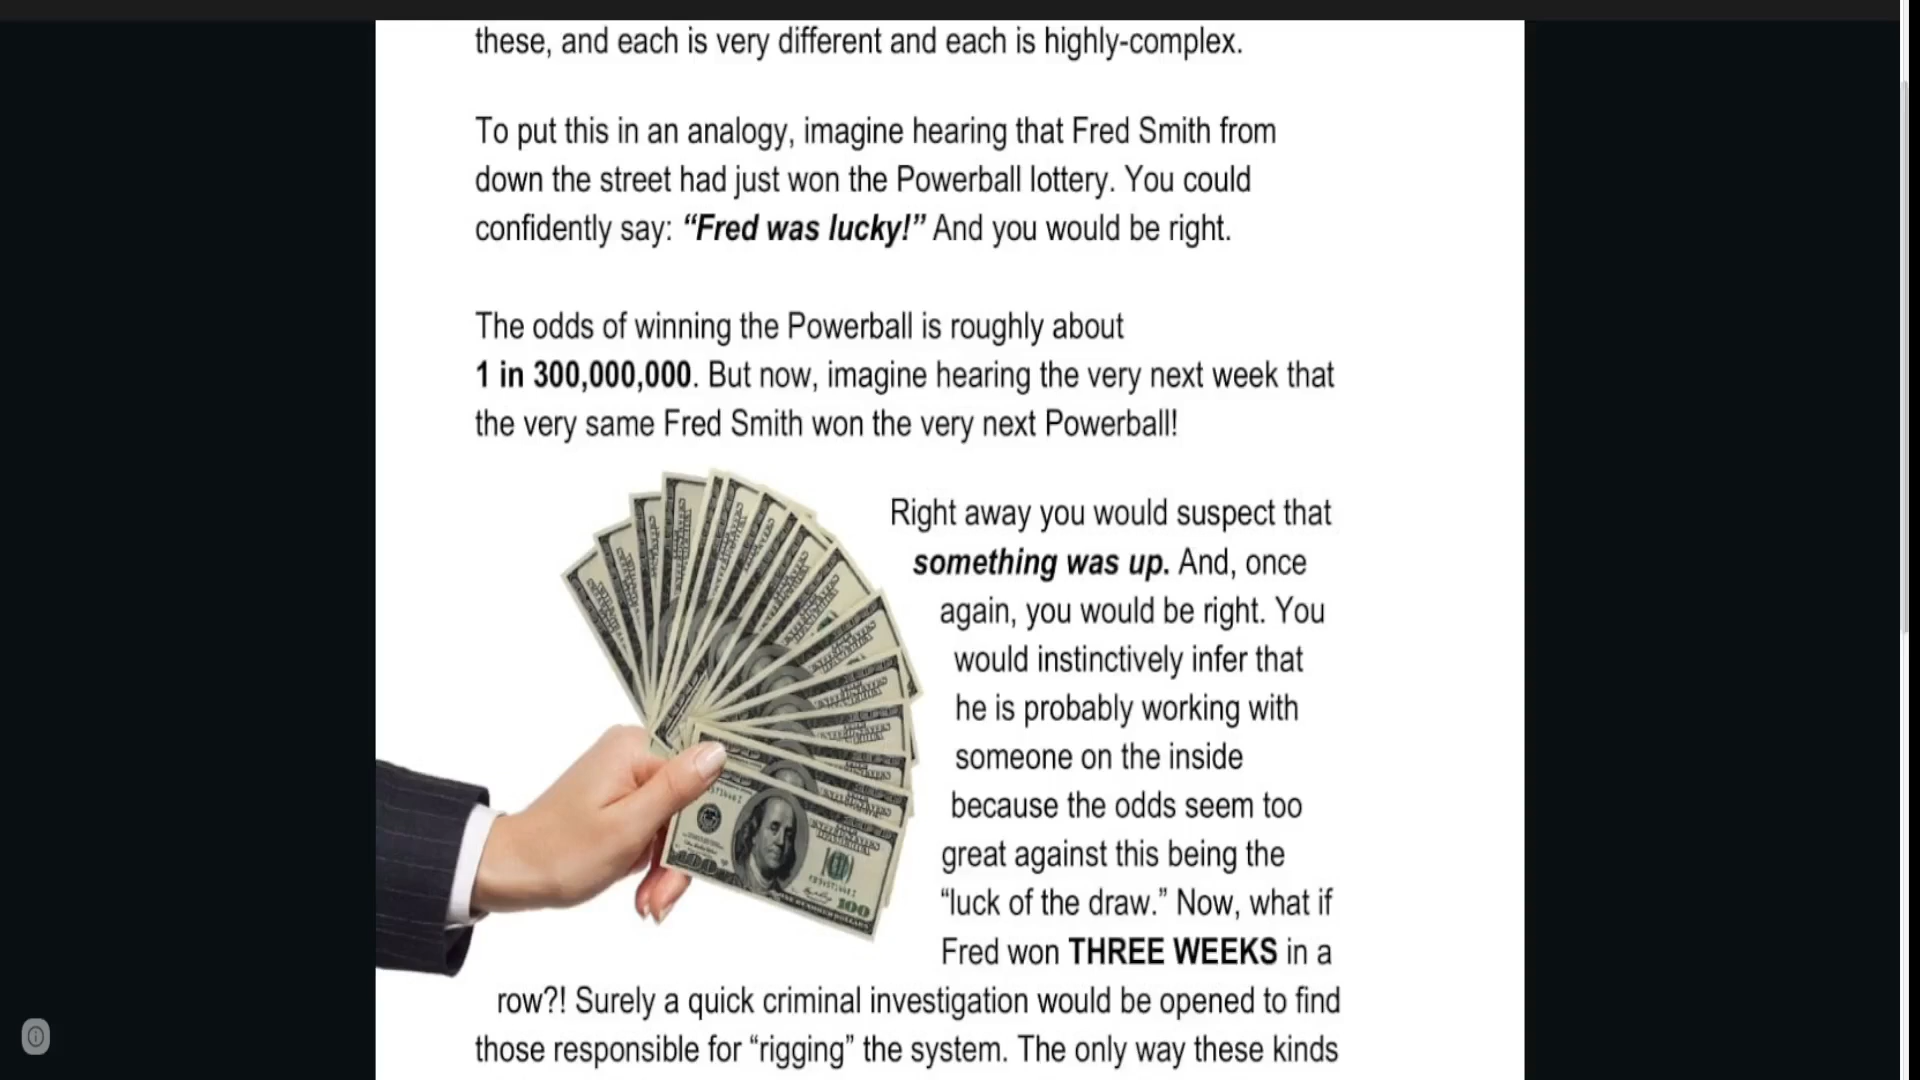 these, and each is very different and each is highly-complex.
To put this in an analogy, imagine hearing that Fred Smith from
down the street had just won the Powerball lottery. You could
confidently say: “Fred was lucky!” And you would be right.
The odds of winning the Powerball is roughly about
1 in 300,000,000. But now, imagine hearing the very next week that
the very same Fred Smith won the very next Powerball!
Right away you would suspect that
something was up. And, once
again, you would be right. You
would instinctively infer that
he is probably working with
someone on the inside
because the odds seem too
great against this being the
“luck of the draw.” Now, what if
Fred won THREE WEEKS in a
row?! Surely a quick criminal investigation would be opened to find
those responsible for “rigging” the system. The only way these kinds
100
100